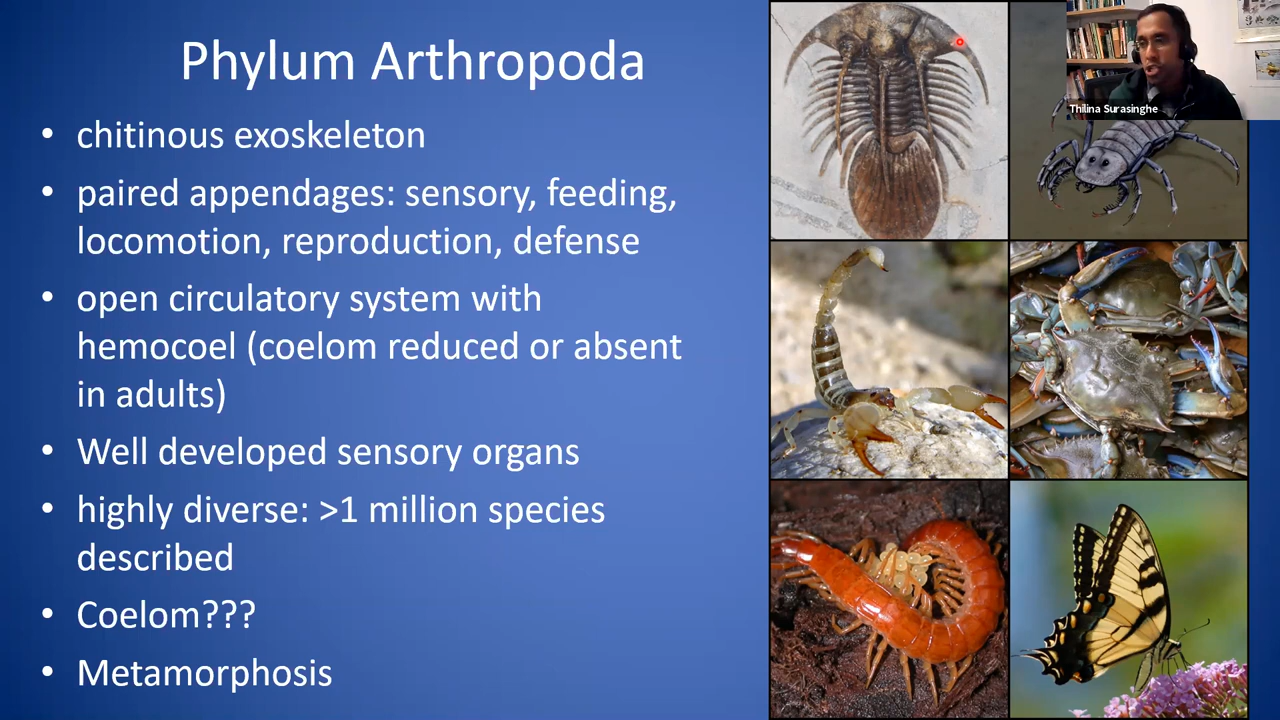 Phylum Arthropoda
• chitinous exoskeleton
• paired appendages: sensory, feeding,
locomotion, reproduction, defense
• open circulatory system with
hemocoel (coelom reduced or absent
in adults)
• Well developed sensory organs
• highly diverse: >1 million species
described
• Coelom???
• Metamorphosis
Thilina Surasinghe